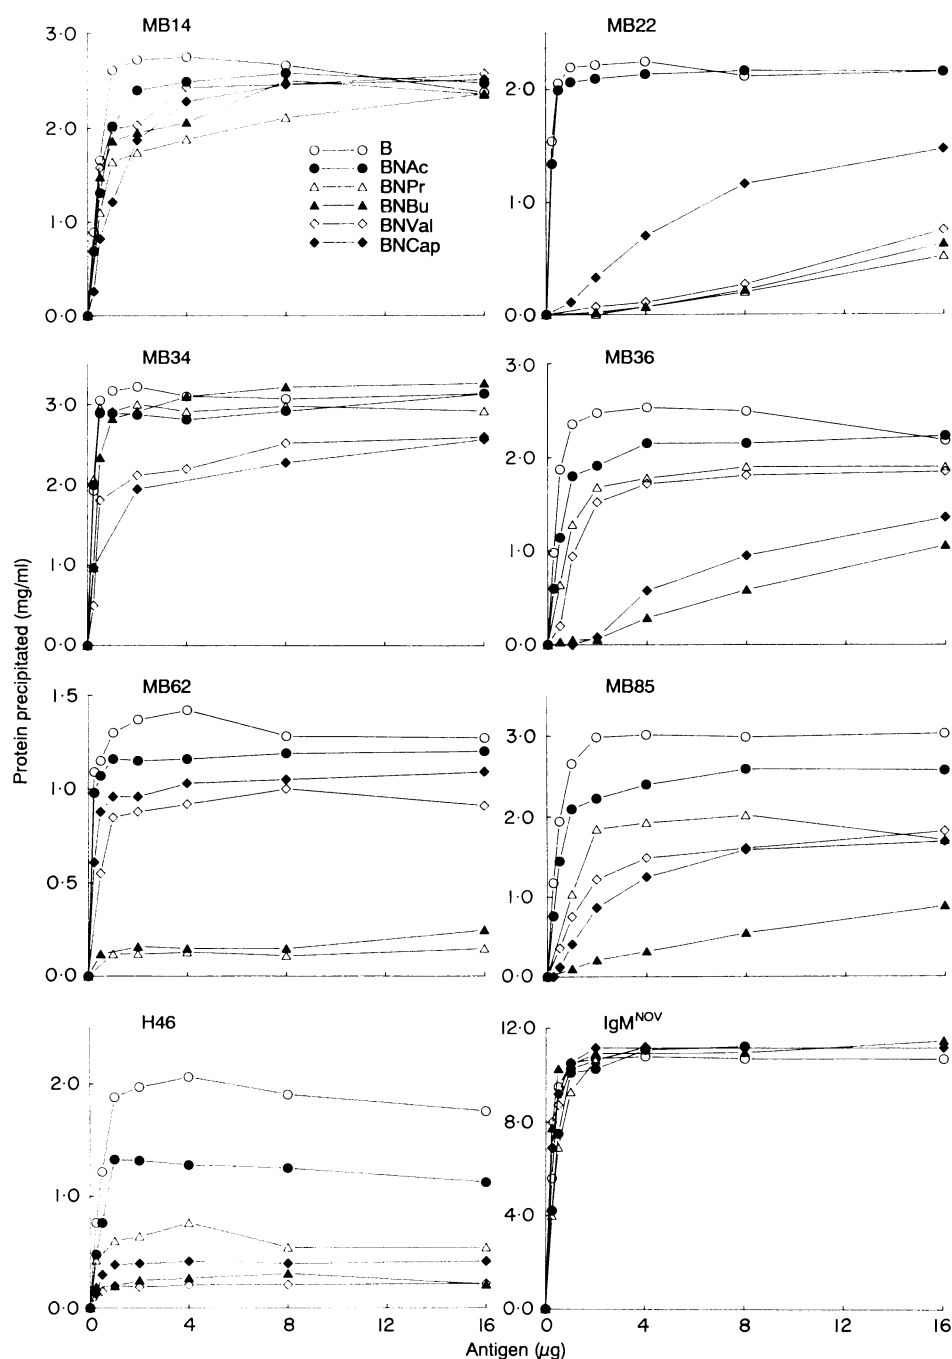 MB14
3·0
2·0
1·0
0·0
B
BNAc
BNPr
BNBu
BNVal
BNCap
MB22
2·0
1·0
0·0
MB34
3·0
2·0
1·0
0·0
MB36
3·0
2·0
1·0
0·0
MB62
1·5
1·0
0·5
0·0
MB85
3·0
2·0
1·0
0·0
H46
2·0
1·0
0·0
0 4 8 12 16
IgM^NOV
12.0
8·0
4·0
0·0
0 4 8 12 16
Protein precipitated (mg/ml)
Antigen (μg)